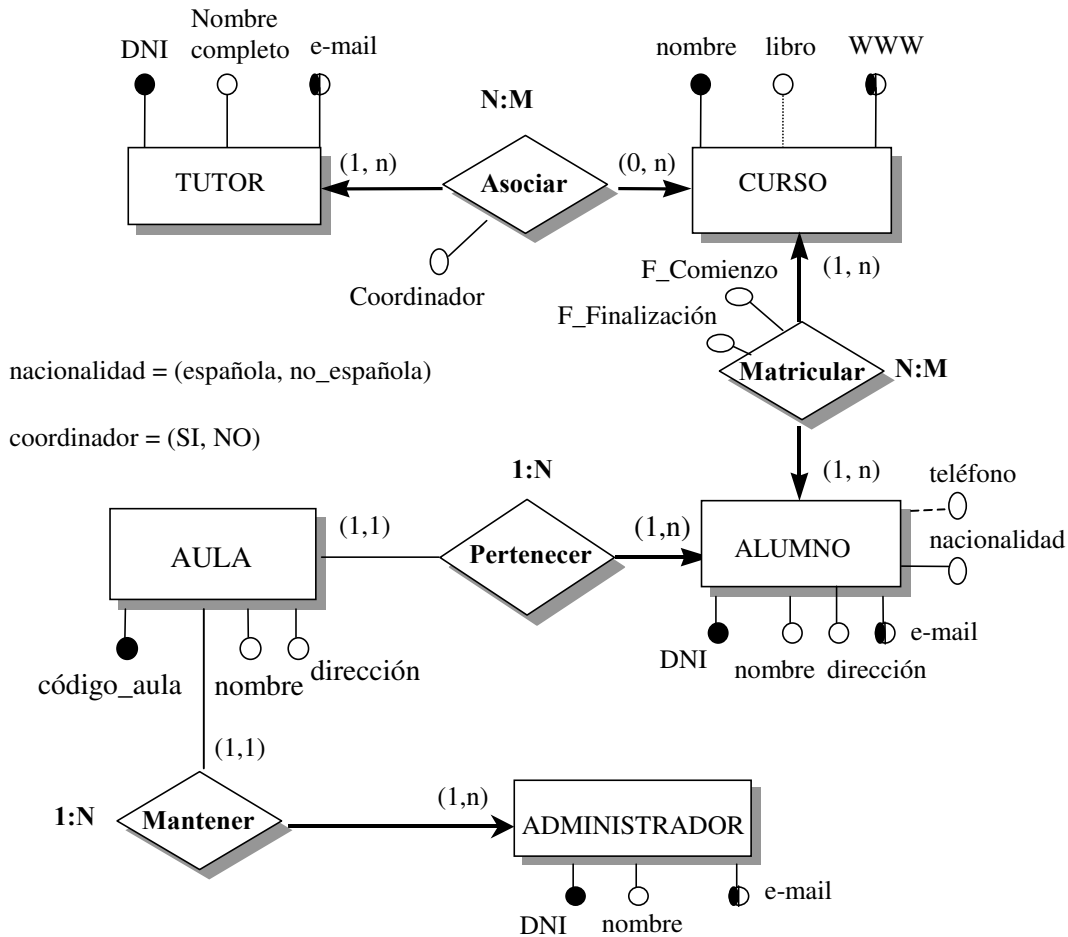 Nombre
completo
DNI
e-mail
nombre
libro
WWW
N:M
TUTOR
(1, n)
Asociar
(0, n)
CURSO
Coordinador
F_Comienzo
(1, n)
F_Finalización
nacionalidad = (española, no_española)
Matricular
N:M
coordinador = (SI, NO)
1:N
(1, n)
teléfono
(1,1)
(1,n)
nacionalidad
AULA
Pertenecer
ALUMNO
código_aula
nombre
dirección
DNI
nombre
dirección
e-mail
(1,1)
1:N
Mantener
(1,n)
ADMINISTRADOR
DNI
nombre
e-mail